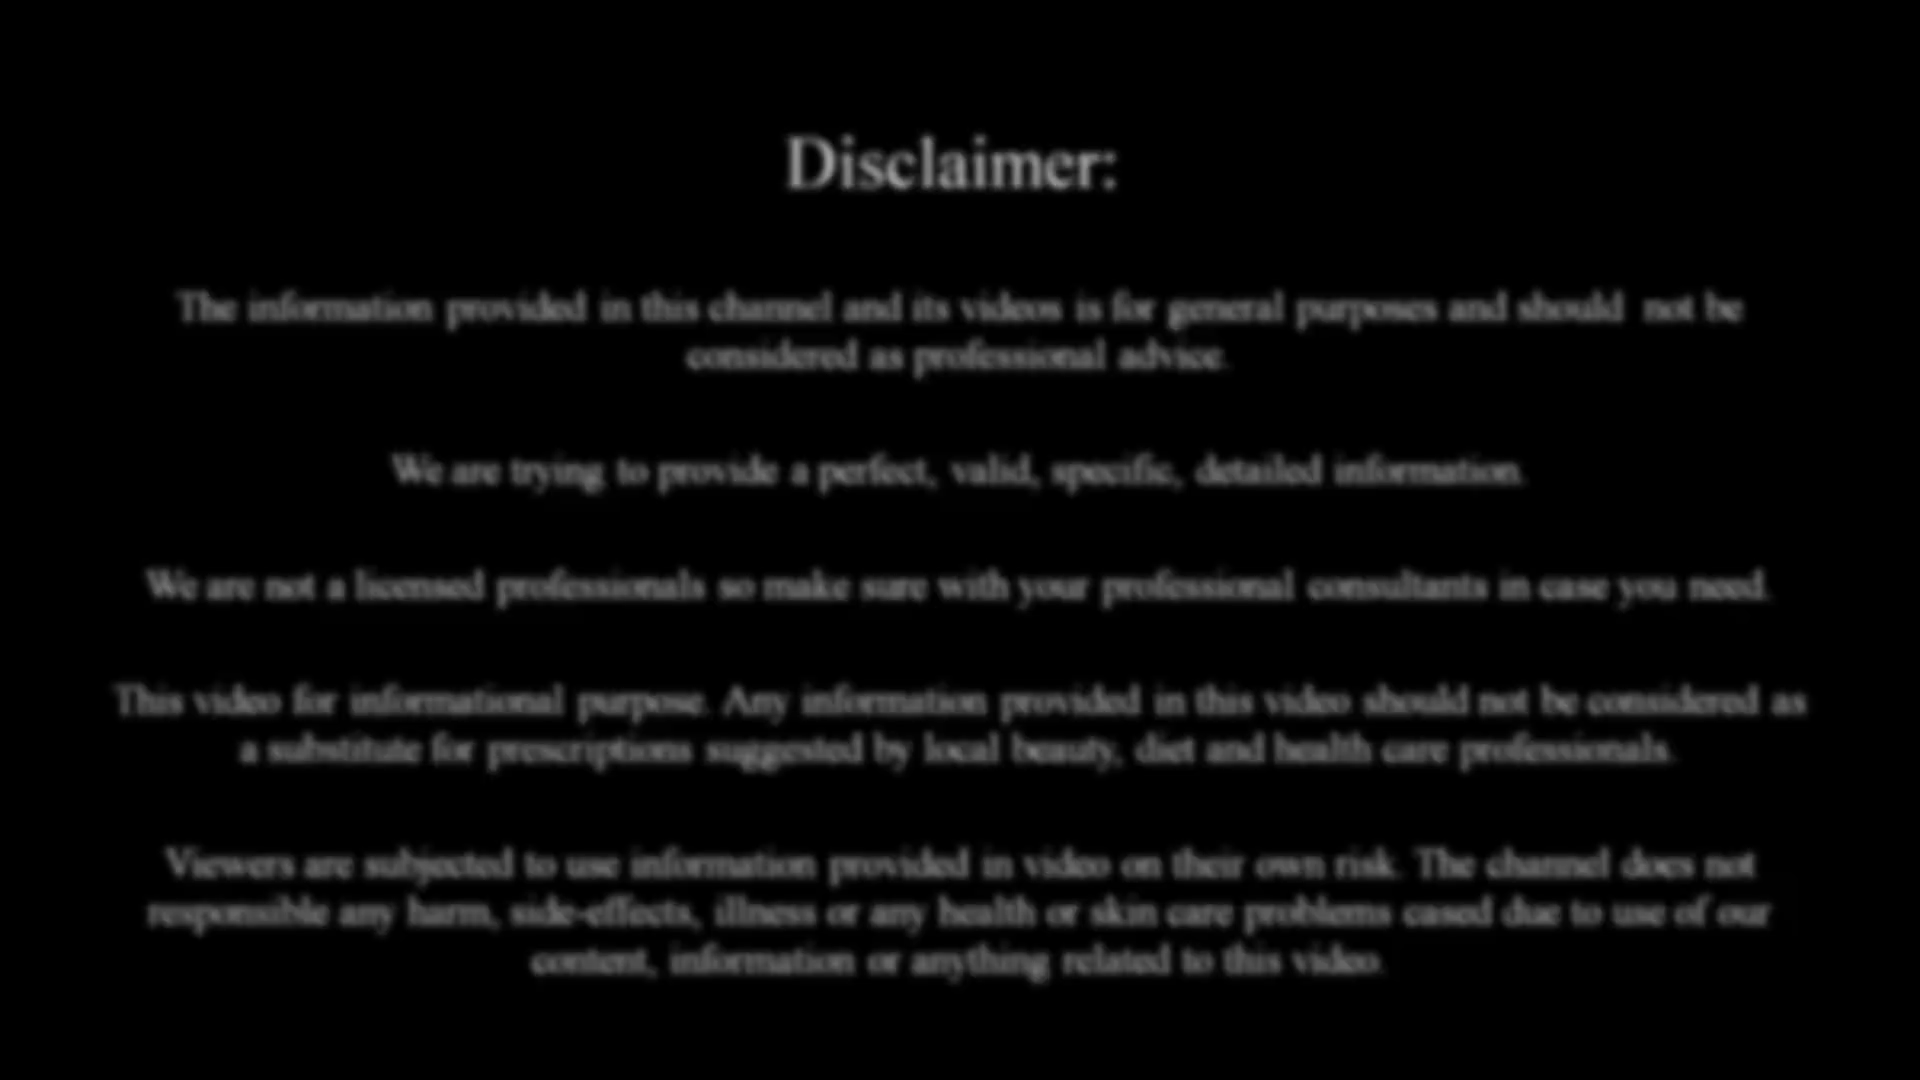 Disclaimer:
The information provided in this channel and its videos is for general purposes and should not be
considered as professional advice.
We are trying to provide a perfect, valid, specific, detailed information.
We are not a licensed professionals so make sure with your professional consultants in case you need.
This video for informational purpose. Any information provided in this video should not be considered as
a substitute for prescriptions suggested by local beauty, diet and health care professionals.
Viewers are subjected to use information provided in video on their own risk. The channel does not
responsible any harm, side-effects, illness or any health or skin care problems cased due to use of our
content, information or anything related to this video.